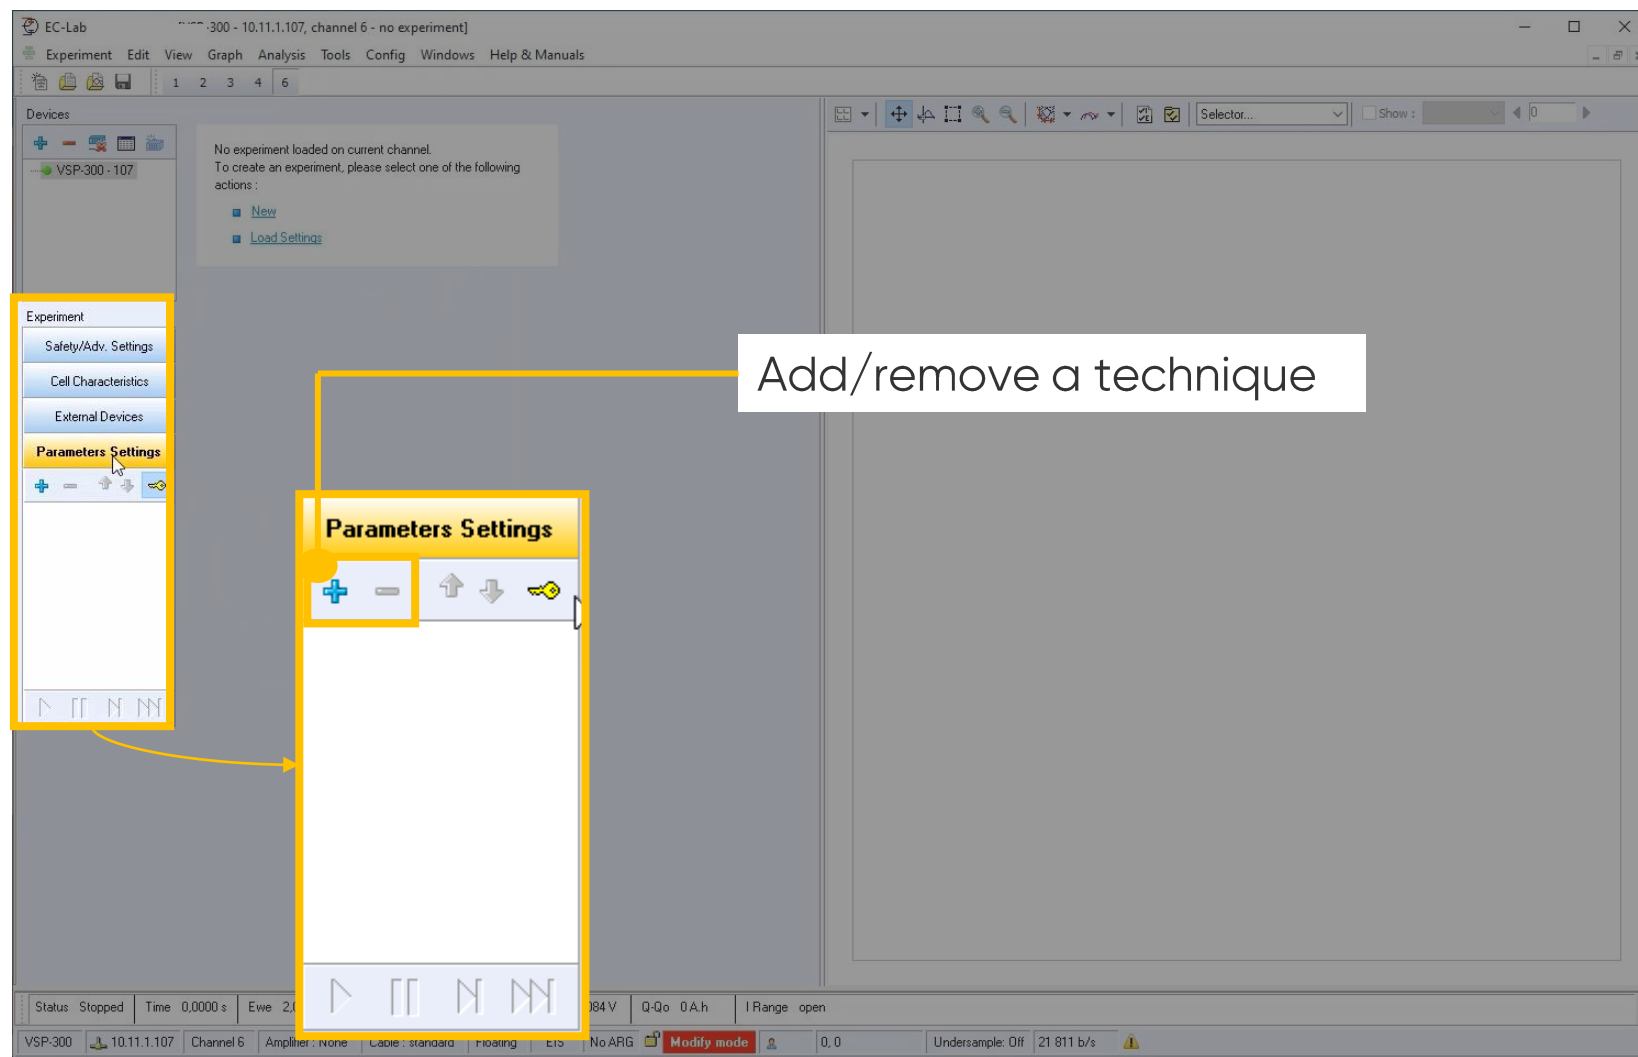 EC-Lab
-300 - 10.11.1.107, channel 6 - no experiment]
Experiment Edit View Graph Analysis Tools Config Windows Help & Manuals
1 2 3 4 6
Devices
Selector...
Show :
0
VSP-300 - 107
No experiment loaded on current channel.
To create an experiment, please select one of the following
actions :
New
Load Settings
Experiment
Safety/Adv. Settings
Cell Characteristics
External Devices
Parameters Settings
Add/remove a technique
Parameters Settings
Status Stopped Time 0,0000 s Ewe 2,0
084 V Q-Qo 0 A.h I Range open
VSP-300 10.11.1.107 Channel 6 Amplifier : None Cable : standard Floating EIS No ARG Modify mode 0, 0 Undersample: Off 21 811 b/s